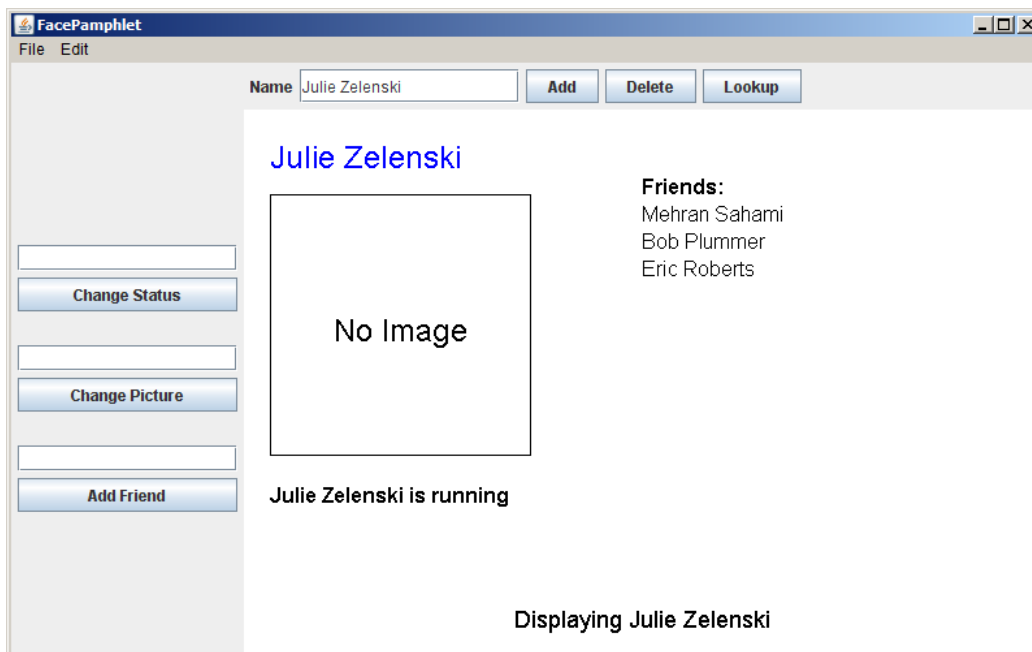 FacePamphlet
File Edit
Name Julie Zelenski Add Delete Lookup
Julie Zelenski
Friends:
Mehran Sahami
Bob Plummer
Eric Roberts
Change Status
No Image
Change Picture
Add Friend
Julie Zelenski is running
Displaying Julie Zelenski